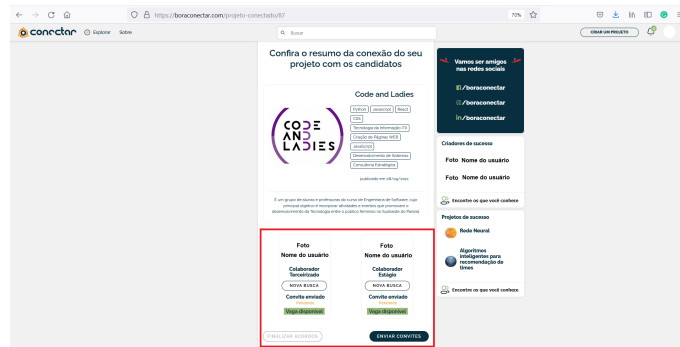 https://boraconectar.com/projeto-conectado/87
70%
conectar
Explorar
Sobre
Buscar
CRIAR UM PROJETO
Confira o resumo da conexão do seu
projeto com os candidatos
CODE
AND
LADIES
Code and Ladies
Python Javascript React
CSS
Tecnologia da Informação (TI)
Criação de Páginas WEB
Javascript
Desenvolvimento de Sistemas
Consultoria Estratégica
É um grupo de alunas e professoras do curso de Engenharia de Software, cujo
principal objetivo é incorporar atividades e eventos que promovam o
desenvolvimento da Tecnologia entre o público feminino no Sudoeste do Paraná.
Foto
Nome do usuário
Colaborador
Terceirizado
NOVA BUSCA
Convite enviado
Pendente
Vaga disponível
Foto
Nome do usuário
Colaborador
Estágio
NOVA BUSCA
Convite enviado
Pendente
Vaga disponível
FINALIZAR ACORDOS
ENVIAR CONVITES
Vamos ser amigos
nas redes sociais
/boraconectar
/boraconectar
in/boraconectar
Criadores de sucesso
Foto Nome do usuário
Foto Nome do usuário
Encontre os que você conhece
Projetos de sucesso
Rede Neural
Algoritmos
inteligentes para
recomendação de
times
Encontre os que você conhece